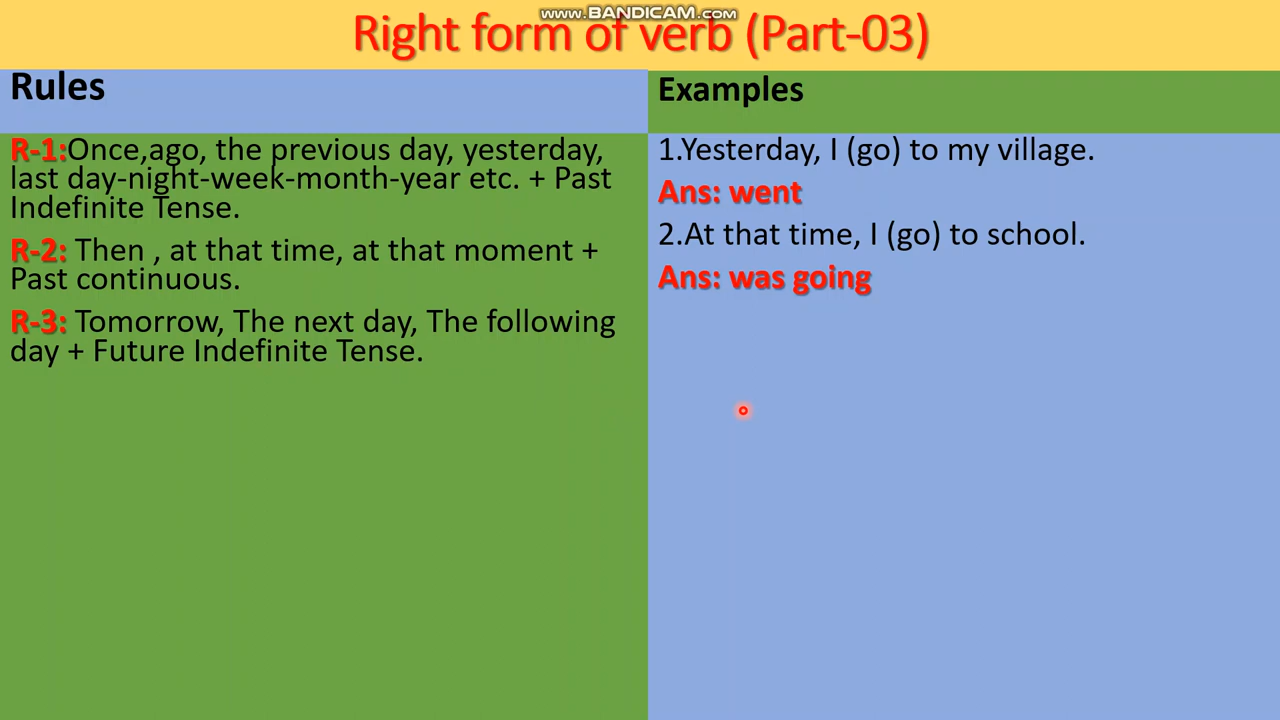 www.BANDICAM.com
Right form of verb (Part-03)
Rules
R-1:Once,ago, the previous day, yesterday,
last day-night-week-month-year etc. + Past
Indefinite Tense.
R-2: Then , at that time, at that moment +
Past continuous.
R-3: Tomorrow, The next day, The following
day + Future Indefinite Tense.
Examples
1.Yesterday, I (go) to my village.
Ans: went
2.At that time, I (go) to school.
Ans: was going